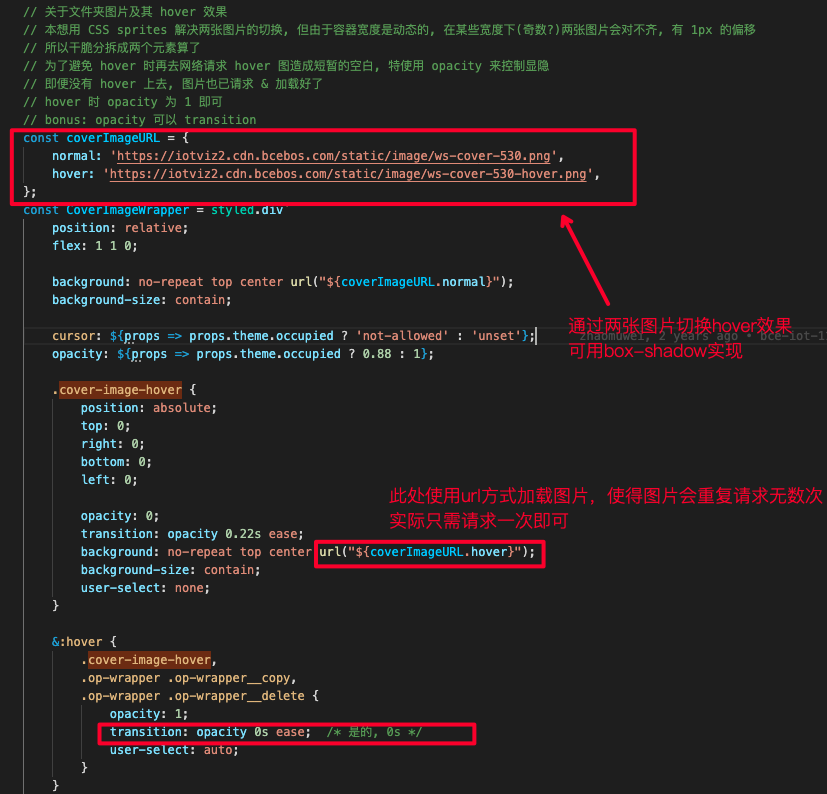 // 关于文件夹图片及其 hover 效果
// 本想用 CSS sprites 解决两张图片的切换, 但由于容器宽度是动态的, 在某些宽度下(奇数?)两张图片会对不齐, 有 1px 的偏移
// 所以干脆分拆成两个元素算了
// 为了避免 hover 时再去网络请求 hover 图造成短暂的空白, 特使用 opacity 来控制显隐
// 即便没有 hover 上去, 图片也已请求 & 加载好了
// hover 时 opacity 为 1 即可
// bonus: opacity 可以 transition
const coverImageURL = {
normal: 'https://iotviz2.cdn.bcebos.com/static/image/ws-cover-530.png',
hover: 'https://iotviz2.cdn.bcebos.com/static/image/ws-cover-530-hover.png',
};
const CoverImageWrapper = styled.div`
position: relative;
flex: 1 1 0;
background: no-repeat top center url("${coverImageURL.normal}");
background-size: contain;
通过两张图片切换hover效果
cursor: ${props => props.theme.occupied ? 'not-allowed' : 'unset'};
zhaomuwei, 2 years ago • bce-iot-1
可用box-shadow实现
opacity: ${props => props.theme.occupied ? 0.88 : 1};
.cover-image-hover {
position: absolute;
top: 0;
right: 0;
bottom: 0;
left: 0;
此处使用url方式加载图片，使得图片会重复请求无数次
实际只需请求一次即可
opacity: 0;
transition: opacity 0.22s ease;
background: no-repeat top center url("${coverImageURL.hover}");
background-size: contain;
user-select: none;
}
&:hover {
.cover-image-hover,
.op-wrapper .op-wrapper__copy,
.op-wrapper .op-wrapper__delete {
opacity: 1;
transition: opacity 0s ease; /* 是的, 0s */
user-select: auto;
}
}